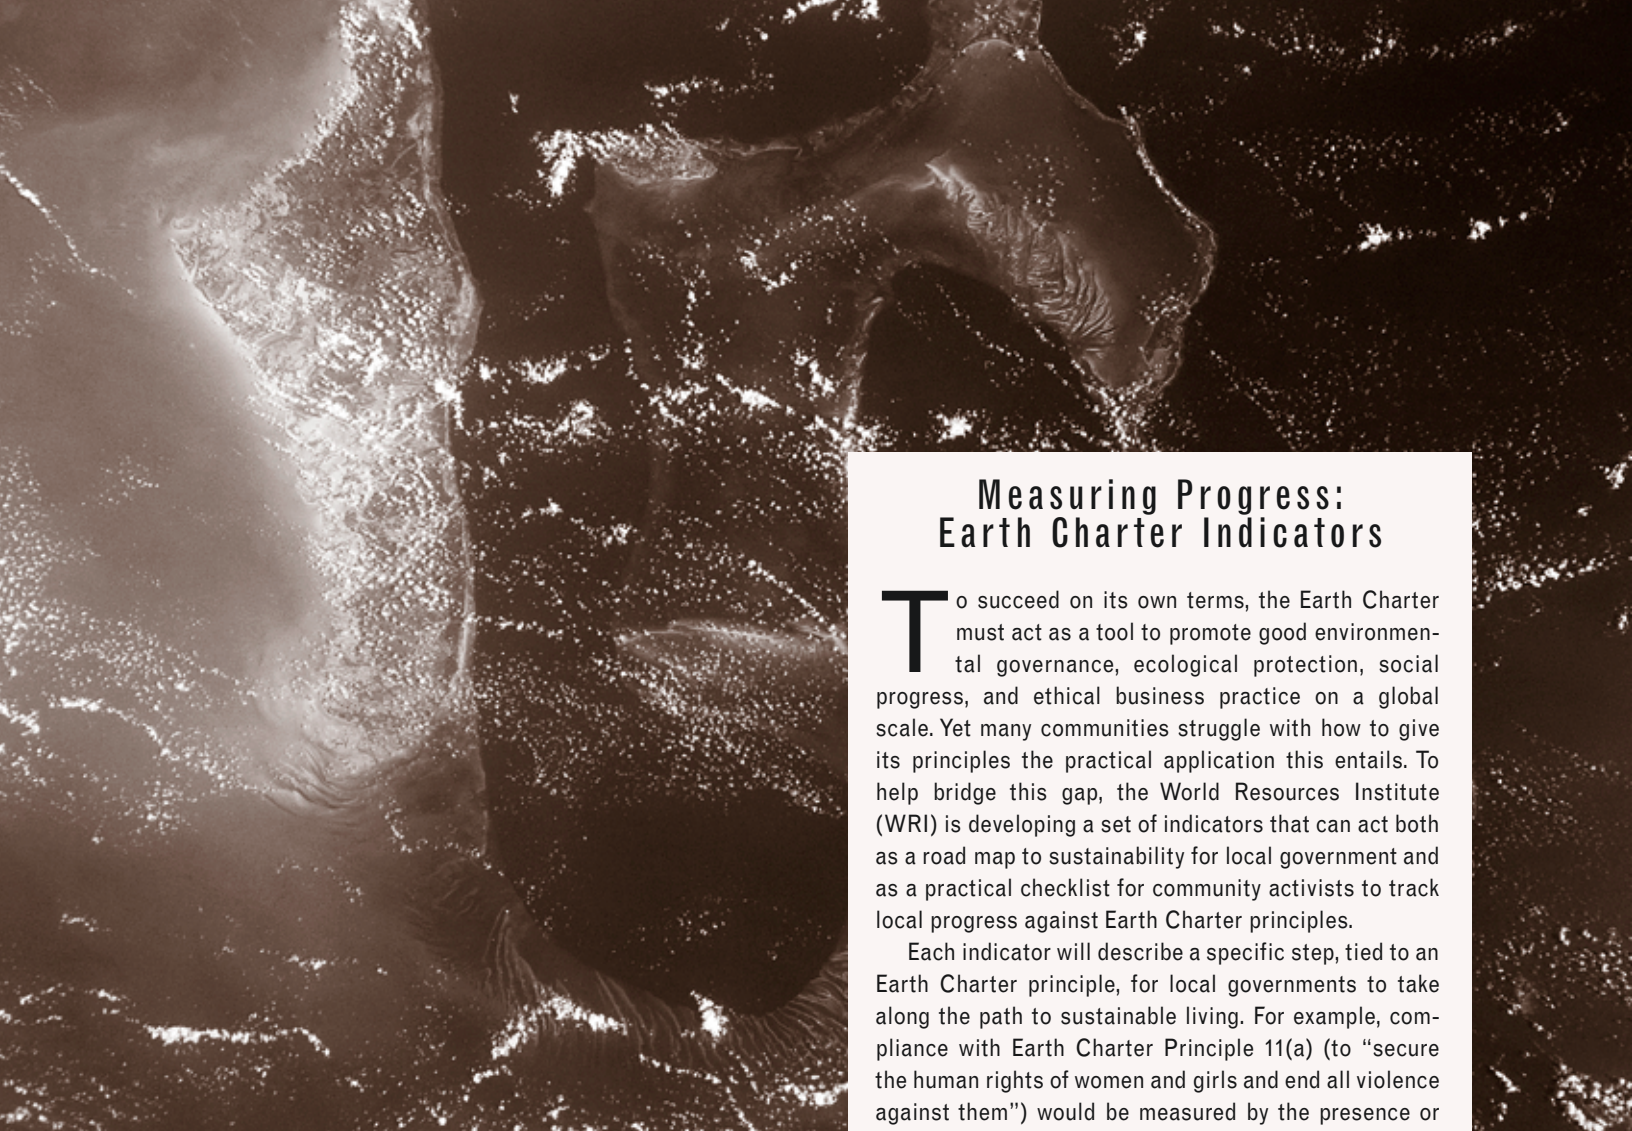 Measuring Progress:
Earth Charter Indicators
To succeed on its own terms, the Earth Charter
must act as a tool to promote good environmen-
tal governance, ecological protection, social
progress, and ethical business practice on a global
scale. Yet many communities struggle with how to give
its principles the practical application this entails. To
help bridge this gap, the World Resources Institute
(WRI) is developing a set of indicators that can act both
as a road map to sustainability for local government and
as a practical checklist for community activists to track
local progress against Earth Charter principles.
Each indicator will describe a specific step, tied to an
Earth Charter principle, for local governments to take
along the path to sustainable living. For example, com-
pliance with Earth Charter Principle 11(a) (to “secure
the human rights of women and girls and end all violence
against them”) would be measured by the presence or